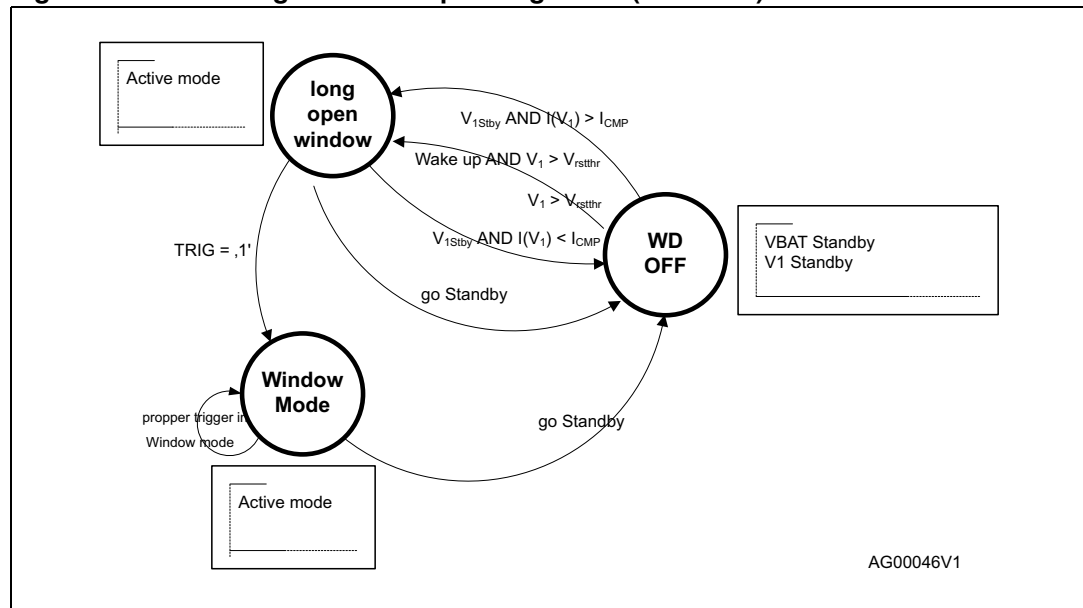 Active mode
long
open
window
V1Stby AND I(V1) > ICMP
Wake up AND V1 > Vrstthr
V1 > Vrstthr
V1Stby AND I(V1) < ICMP
WD
OFF
VBAT Standby
V1 Standby
TRIG = ‚1'
go Standby
Window
Mode
propper trigger in
Window mode
go Standby
Active mode
AG00046V1